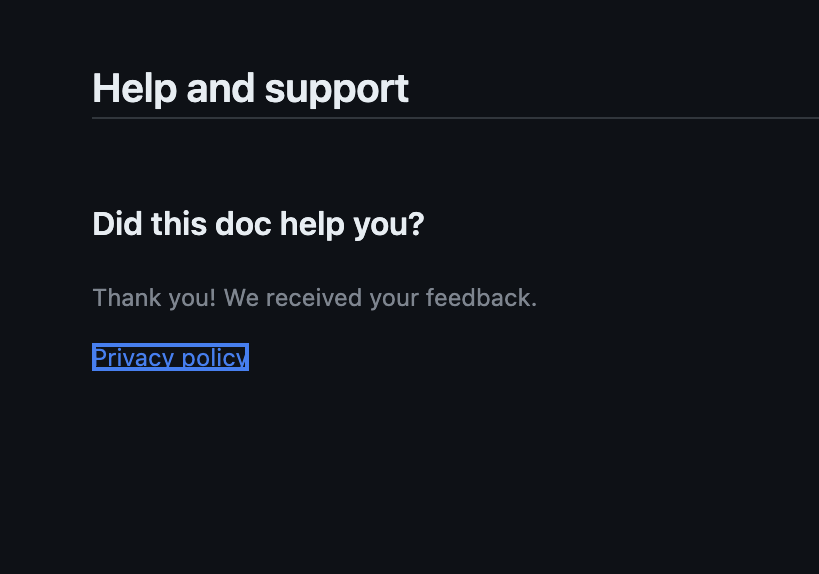 Help and support
Did this doc help you?
Thank you! We received your feedback.
Privacy policy